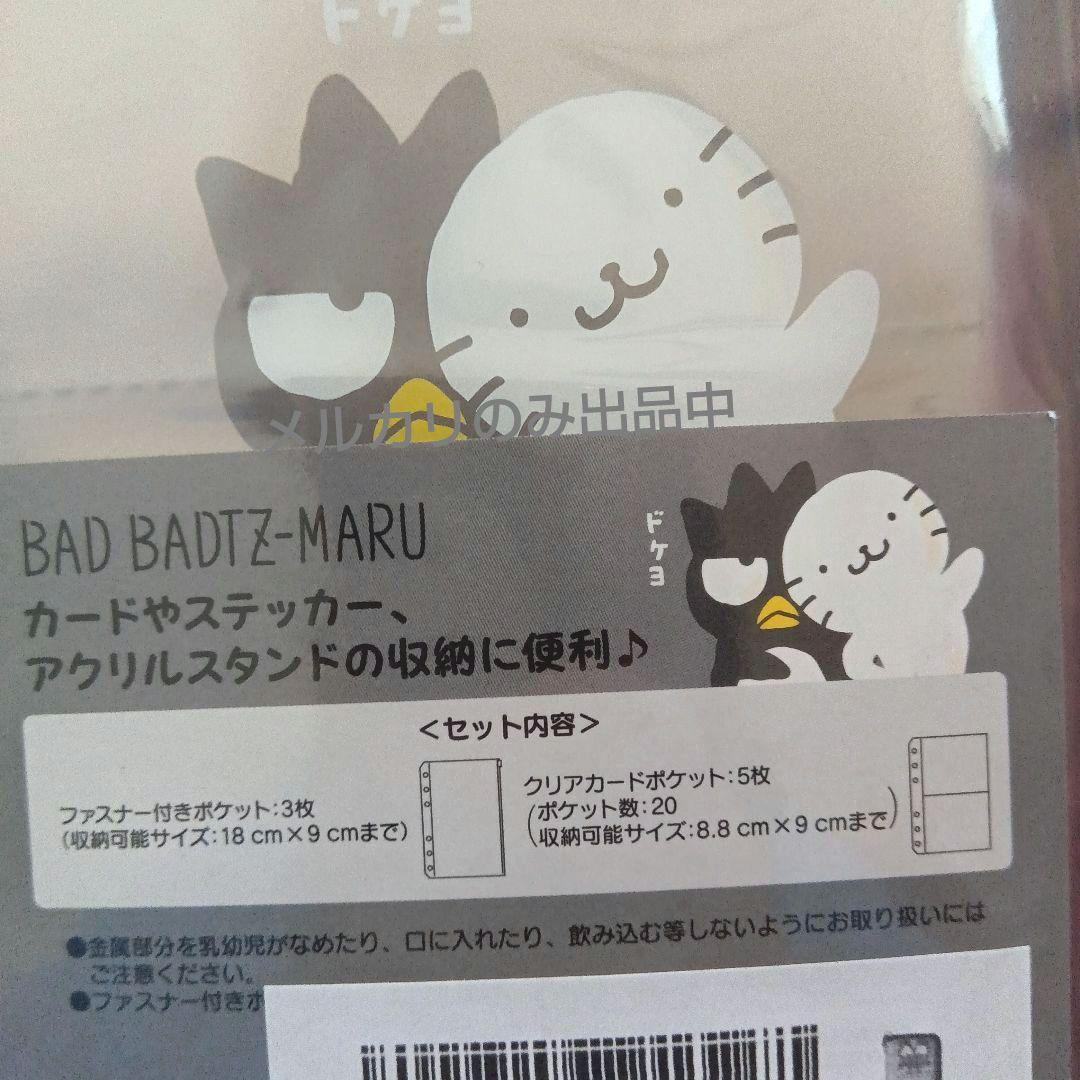 ドケヨ
メルカリのみ出品中
BAD BADTZ-MARU
カードやステッカー、
アクリルスタンドの収納に便利♪
ドケヨ
<セット内容>
ファスナー付きポケット:3枚
(収納可能サイズ:18 cm×9 cmまで)
クリアカードポケット:5枚
(ポケット数:20
収納可能サイズ:8.8 cm×9 cmまで)
●金属部分を乳幼児がなめたり、口に入れたり、飲み込む等しないようにお取り扱いには
ご注意ください。
●ファスナー付きポ